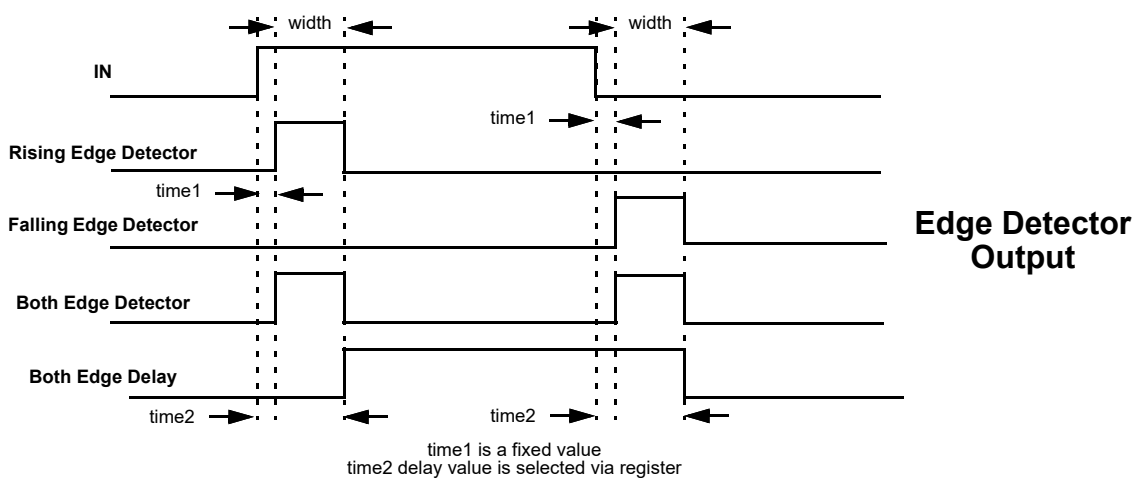 width
width
IN
time1
Rising Edge Detector
time1
Falling Edge Detector
Edge Detector
Output
Both Edge Detector
Both Edge Delay
time2
time2
time1 is a fixed value
time2 delay value is selected via register